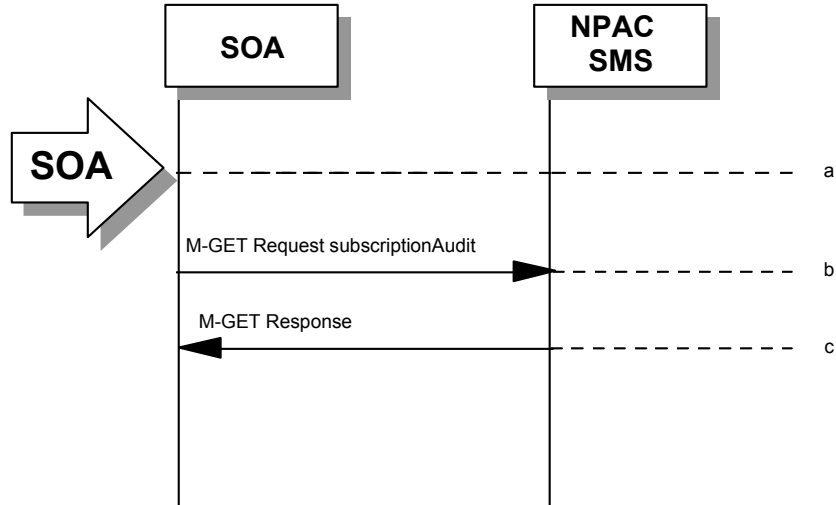 SOA
NPAC
SMS
SOA
a
M-GET Request subscriptionAudit
b
M-GET Response
c